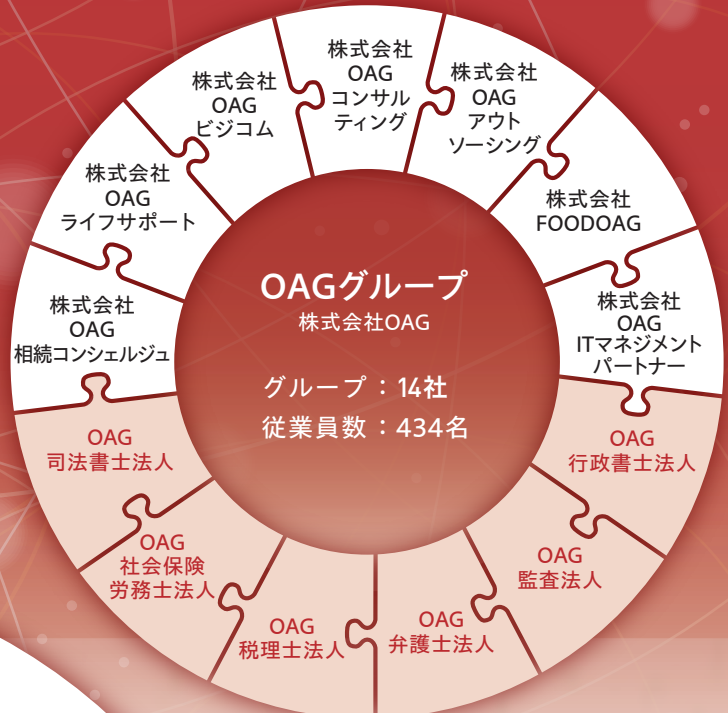 OAGグループ
株式会社OAG
グループ：14社
従業員数：434名
株式会社
OAG
コンサル
ティング
株式会社
OAG
アウト
ソーシング
株式会社
FOODOAG
株式会社
OAG
ITマネジメント
パートナー
OAG
行政書士法人
OAG
監査法人
OAG
弁護士法人
OAG
税理士法人
OAG
社会保険
労務士法人
OAG
司法書士法人
株式会社
OAG
相続コンシェルジュ
株式会社
OAG
ライフサポート
株式会社
OAG
ビジコム